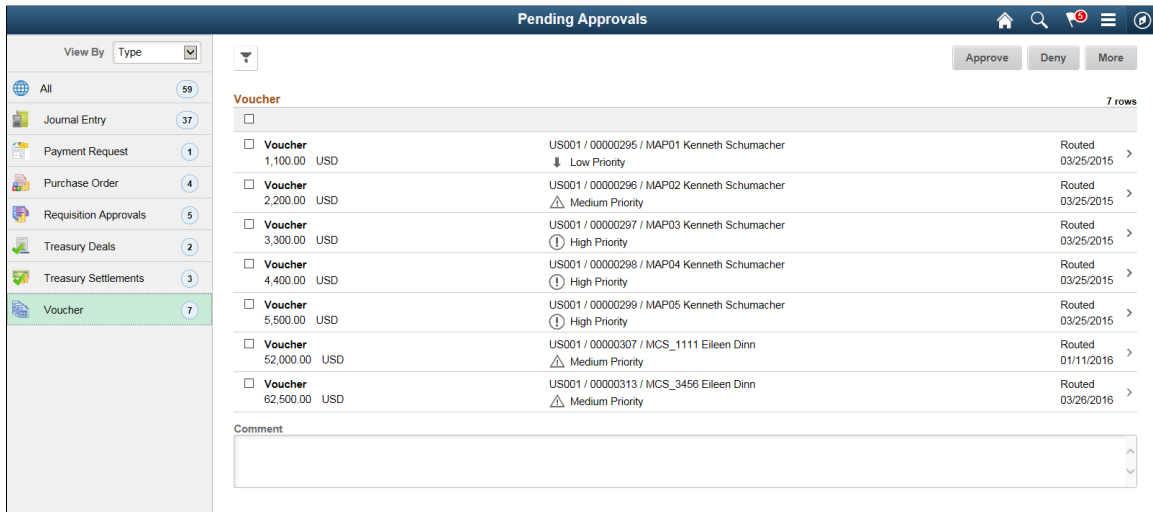 Pending Approvals
5
View By Type
Approve Deny More
All 59
Journal Entry 37
Payment Request 1
Purchase Order 4
Requisition Approvals 5
Treasury Deals 2
Treasury Settlements 3
Voucher 7
Voucher 7 rows
Voucher US001 / 00000295 / MAP01 Kenneth Schumacher Routed
1,100.00 USD Low Priority 03/25/2015
Voucher US001 / 00000296 / MAP02 Kenneth Schumacher Routed
2,200.00 USD Medium Priority 03/25/2015
Voucher US001 / 00000297 / MAP03 Kenneth Schumacher Routed
3,300.00 USD High Priority 03/25/2015
Voucher US001 / 00000298 / MAP04 Kenneth Schumacher Routed
4,400.00 USD High Priority 03/25/2015
Voucher US001 / 00000299 / MAP05 Kenneth Schumacher Routed
5,500.00 USD High Priority 03/25/2015
Voucher US001 / 00000307 / MCS_1111 Eileen Dinn Routed
52,000.00 USD Medium Priority 01/11/2016
Voucher US001 / 00000313 / MCS_3456 Eileen Dinn Routed
62,500.00 USD Medium Priority 03/26/2016
Comment